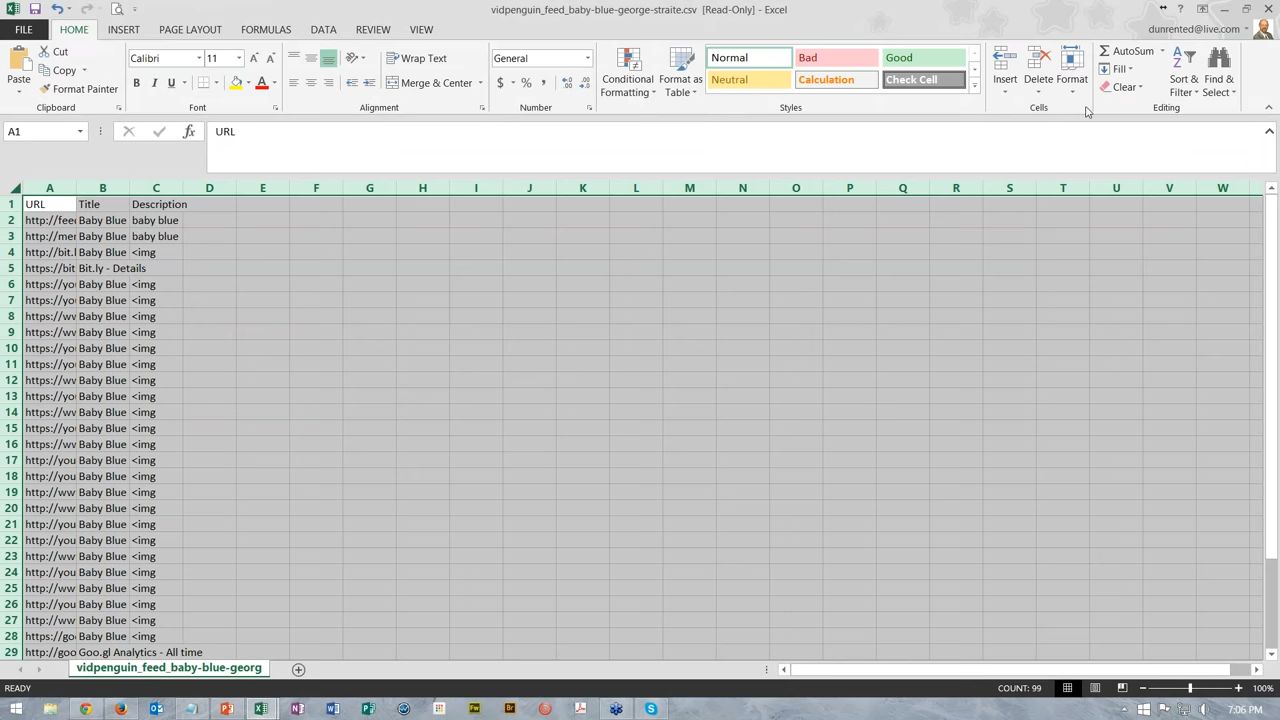 vidpenguin_feed_baby-blue-george-straite.csv [Read-Only] - Excel
FILE HOME INSERT PAGE LAYOUT FORMULAS DATA REVIEW VIEW dunrented@live.com
Paste Cut Copy Format Painter Clipboard
Calibri 11 Font
Wrap Text Merge & Center Alignment
General $ % , Number
Conditional Formatting Format as Table Normal Bad Good Neutral Calculation Check Cell Styles
Insert Delete Format Cells
AutoSum Fill Clear Sort & Filter Find & Select Editing
A1 fx URL
A B C D E F G H I J K L M N O P Q R S T U V W
1 URL Title Description
2 http://fee Baby Blue baby blue
3 http://me Baby Blue baby blue
4 http://bit.l Baby Blue <img
5 https://bit Bit.ly - Details
6 https://yo Baby Blue <img
7 https://yo Baby Blue <img
8 https://ww Baby Blue <img
9 https://ww Baby Blue <img
10 https://yo Baby Blue <img
11 https://yo Baby Blue <img
12 https://ww Baby Blue <img
13 https://yo Baby Blue <img
14 https://ww Baby Blue <img
15 https://yo Baby Blue <img
16 https://ww Baby Blue <img
17 http://you Baby Blue <img
18 http://you Baby Blue <img
19 http://ww Baby Blue <img
20 http://ww Baby Blue <img
21 http://you Baby Blue <img
22 http://you Baby Blue <img
23 http://ww Baby Blue <img
24 http://you Baby Blue <img
25 http://ww Baby Blue <img
26 http://you Baby Blue <img
27 http://ww Baby Blue <img
28 https://go Baby Blue <img
29 http://goo Goo.gl Analytics - All time
vidpenguin_feed_baby-blue-georg
READY COUNT: 99 100%
7:06 PM